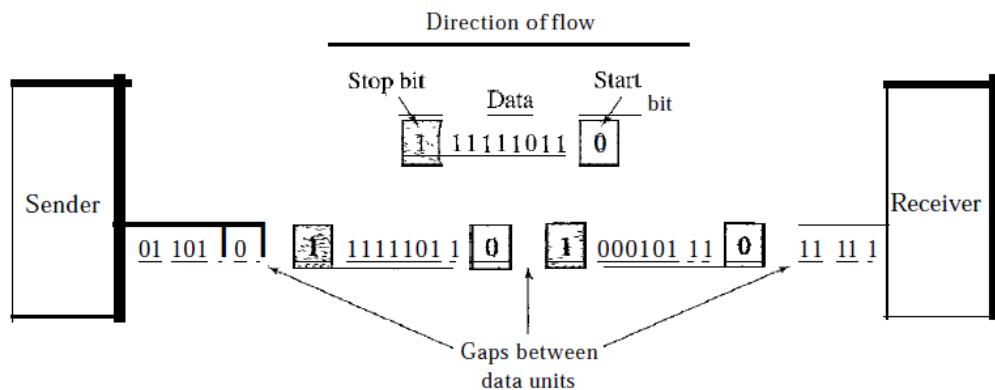 Direction of flow
Stop bit Start
Data bit
1 11111011 0
Sender
Receiver
01 101 0 1 1111101 1 0 1 000101 11 0 11 11 1
Gaps between
data units